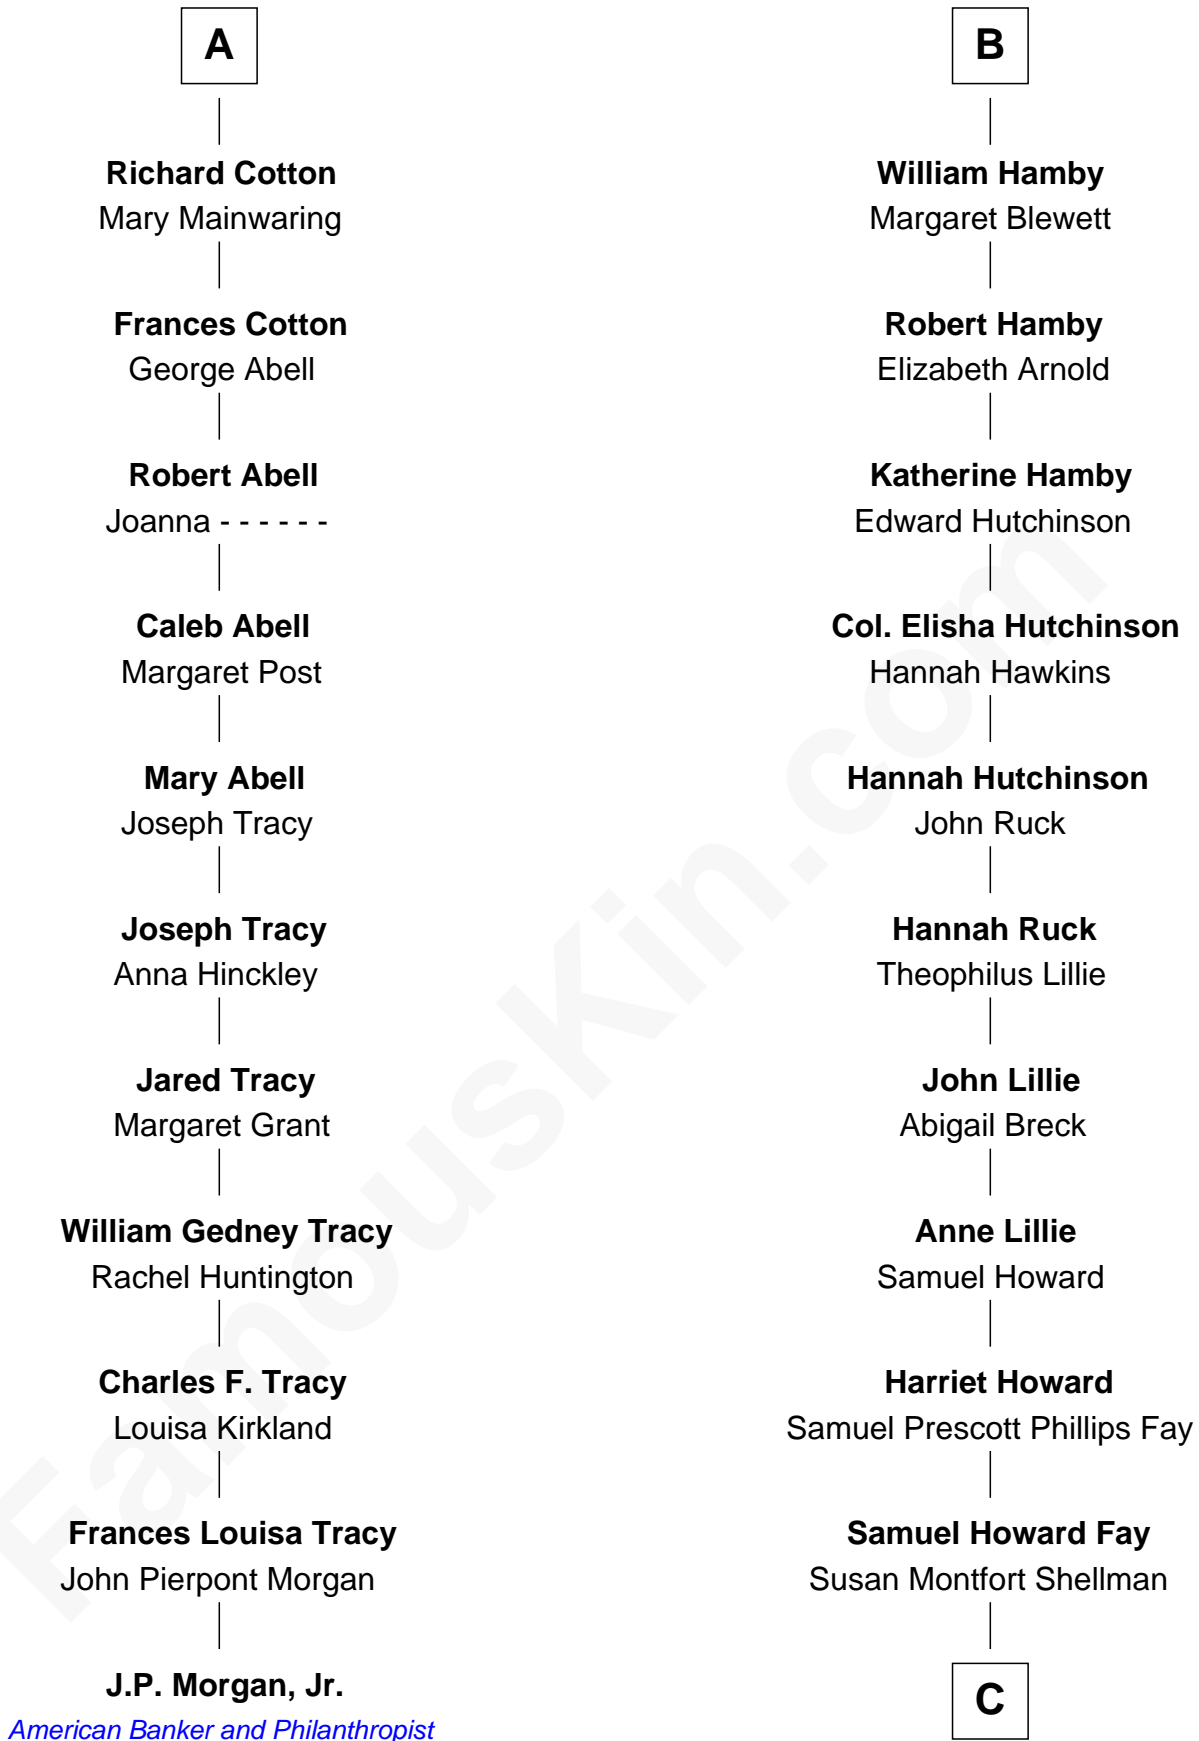 A
Richard Cotton
Mary Mainwaring
Frances Cotton
George Abell
Robert Abell
Joanna - - - - - -
Caleb Abell
Margaret Post
Mary Abell
Joseph Tracy
Joseph Tracy
Anna Hinckley
Jared Tracy
Margaret Grant
William Gedney Tracy
Rachel Huntington
Charles F. Tracy
Louisa Kirkland
Frances Louisa Tracy
John Pierpont Morgan
J.P. Morgan, Jr.
American Banker and Philanthropist
B
William Hamby
Margaret Blewett
Robert Hamby
Elizabeth Arnold
Katherine Hamby
Edward Hutchinson
Col. Elisha Hutchinson
Hannah Hawkins
Hannah Hutchinson
John Ruck
Hannah Ruck
Theophilus Lillie
John Lillie
Abigail Breck
Anne Lillie
Samuel Howard
Harriet Howard
Samuel Prescott Phillips Fay
Samuel Howard Fay
Susan Montfort Shellman
C
FamousKin.com